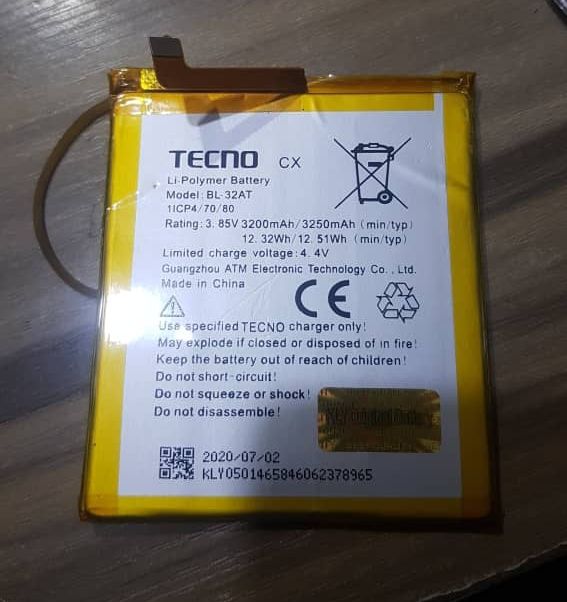 TECNO CX
Li-Polymer Battery
Model: BL-32AT
1ICP4/70/80
Rating: 3.85V 3200mAh/3250mAh (min/typ)
12.32Wh/12.51Wh (min/typ)
Limited charge voltage: 4.4V
Guangzhou ATM Electronic Technology Co., Ltd.
Made in China
CE
Use specified TECNO charger only!
May explode if closed or disposed of in fire!
Keep the battery out of reach of children!
Do not short-circuit!
Do not squeeze or shock!
Do not disassemble!
KLY Original Battery
2020/07/02
KLY0501465846062378965